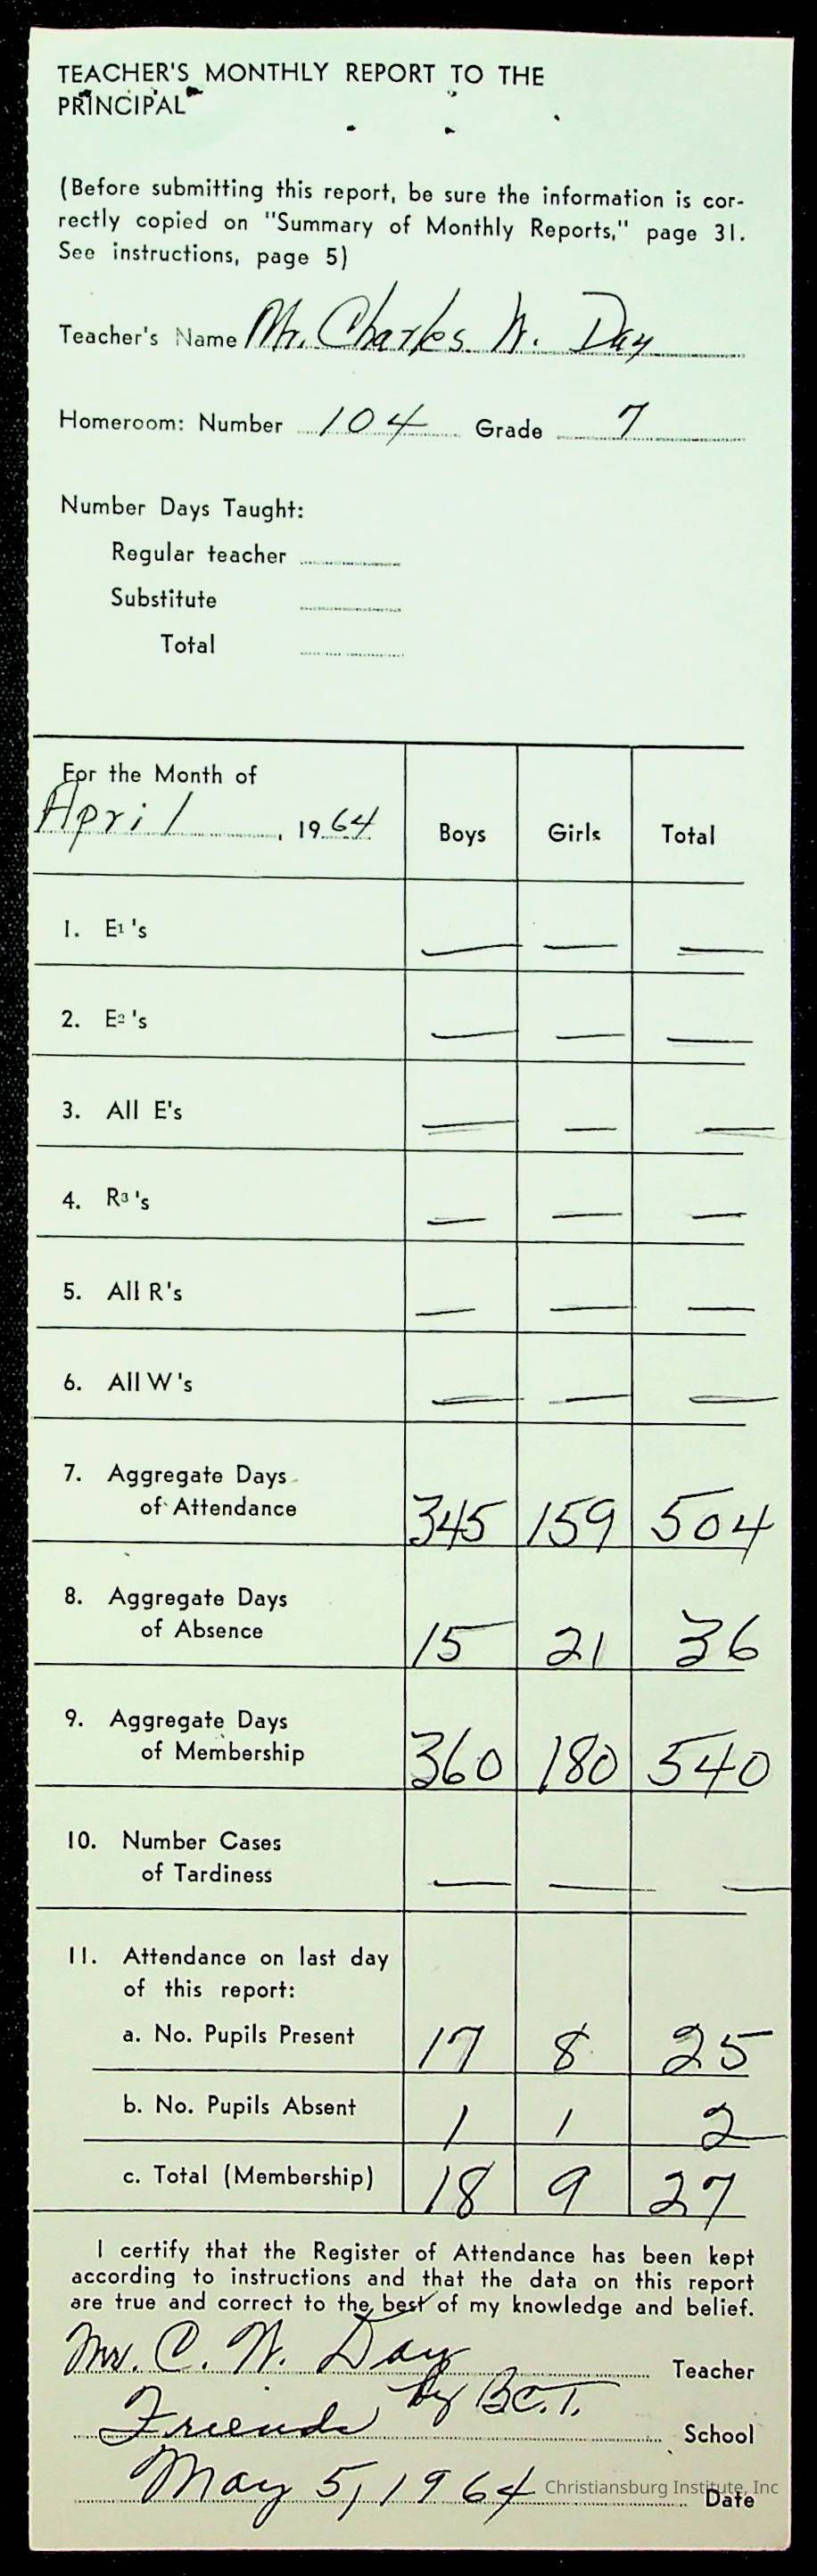 TEACHER'S MONTHLY REPORT TO THE
PRINCIPAL
(Before submitting this report, be sure the information is cor-
rectly copied on "Summary of Monthly Reports," page 31.
See instructions, page 5)
Teacher's Name Mr. Charles W. Day
Homeroom: Number 104 Grade 7
Number Days Taught:
Regular teacher
Substitute
Total
For the Month of
April, 1964 Boys Girls Total
1. E1's — — —
2. E2's — — —
3. All E's — — —
4. R3's — — —
5. All R's — — —
6. All W's — — —
7. Aggregate Days
of Attendance 345 159 504
8. Aggregate Days
of Absence 15 21 36
9. Aggregate Days
of Membership 360 180 540
10. Number Cases
of Tardiness — — —
11. Attendance on last day
of this report:
a. No. Pupils Present 17 8 25
b. No. Pupils Absent 1 1 2
c. Total (Membership) 18 9 27
I certify that the Register of Attendance has been kept
according to instructions and that the data on this report
are true and correct to the best of my knowledge and belief.
Mr. C. W. Day Teacher
by B.C.T.
Friends School
May 5, 1964 Date
Christiansburg Institute, Inc